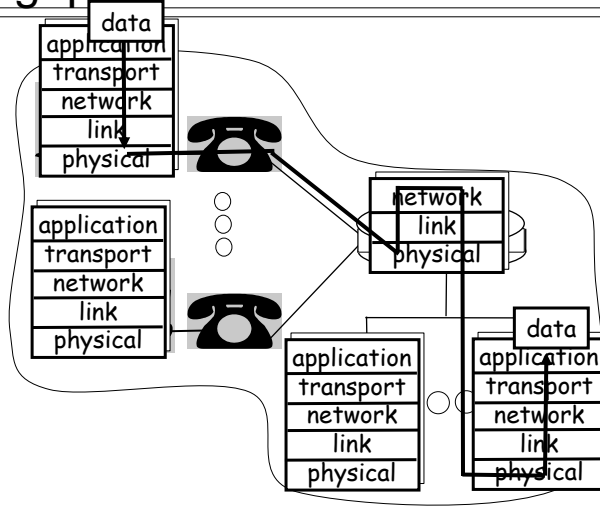 data
application
transport
network
link
physical
application
transport
network
link
physical
network
link
physical
application
transport
network
link
physical
data
application
transport
network
link
physical